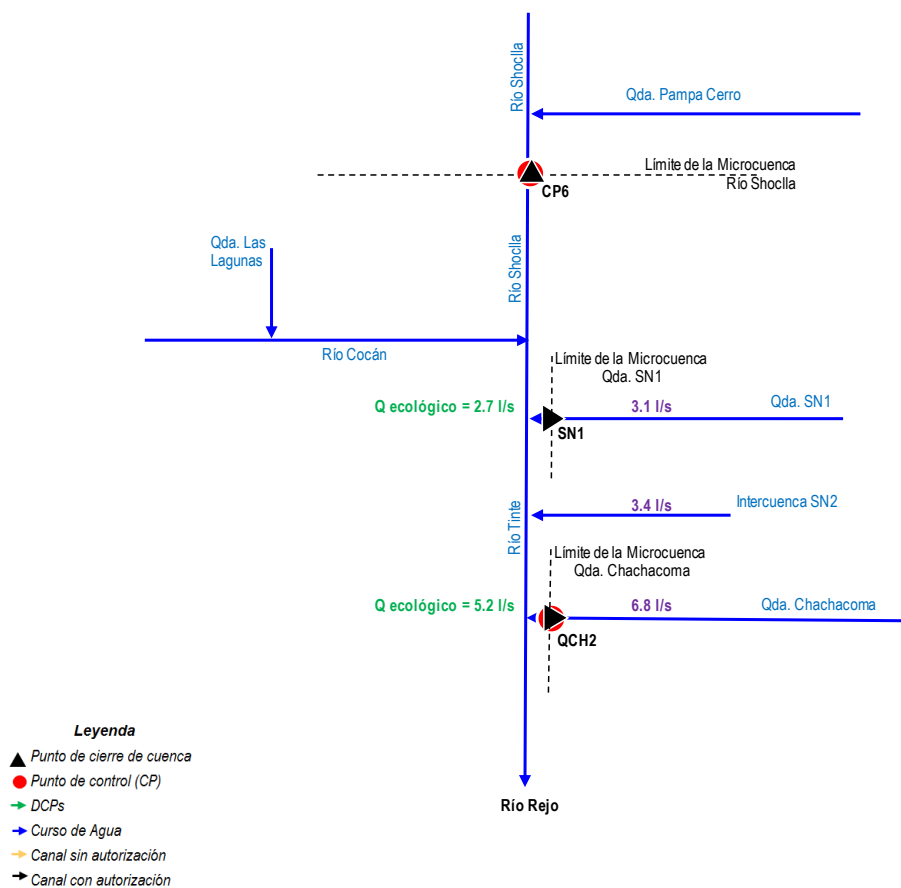 Río Shoclla
Qda. Pampa Cerro
Límite de la Microcuenca
Río Shoclla
CP6
Qda. Las
Lagunas
Río Shoclla
Río Cocán
Límite de la Microcuenca
Qda. SN1
Q ecológico = 2.7 l/s
3.1 l/s
Qda. SN1
SN1
Río Tinte
3.4 l/s
Intercuenca SN2
Límite de la Microcuenca
Qda. Chachacoma
Q ecológico = 5.2 l/s
6.8 l/s
Qda. Chachacoma
QCH2
Río Rejo
Leyenda
Punto de cierre de cuenca
Punto de control (CP)
DCPs
Curso de Agua
Canal sin autorización
Canal con autorización